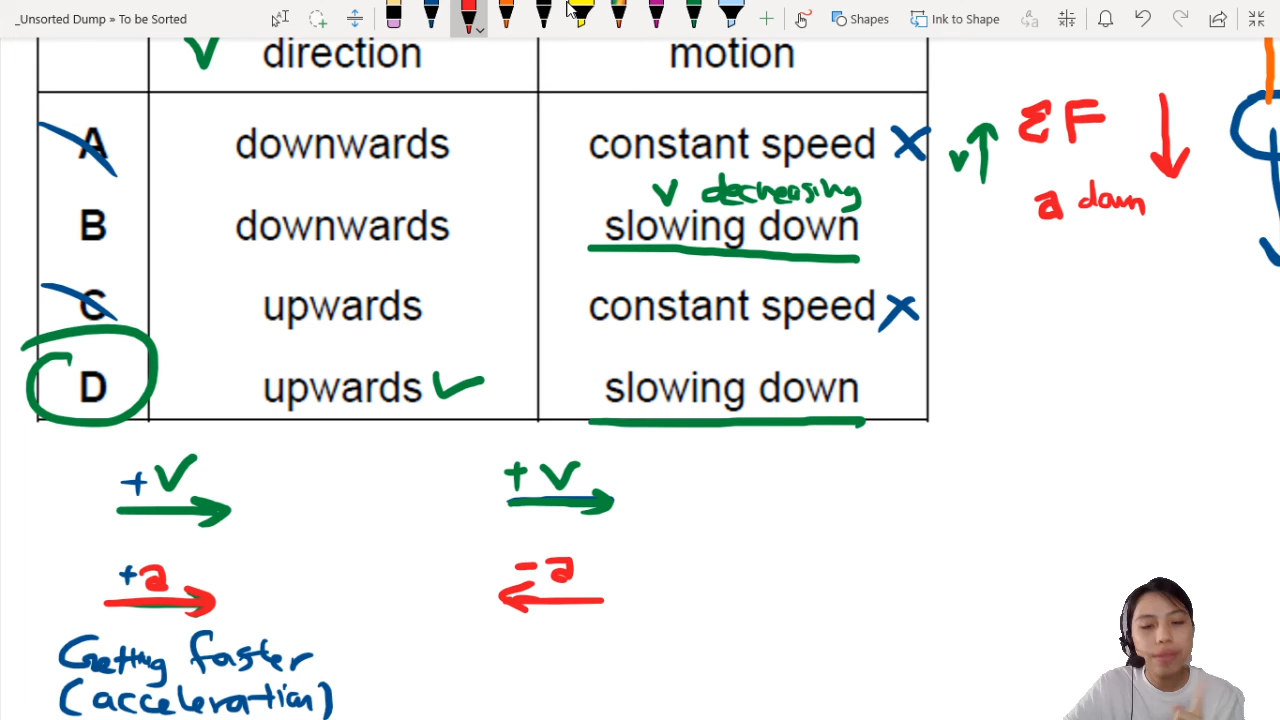 _Unsorted Dump » To be Sorted
Shapes
Ink to Shape
direction motion
A downwards constant speed
v decreasing
B downwards slowing down
C upwards constant speed
D upwards slowing down
v ΣF
a down
+v +v
+a -a
Getting faster
(acceleration)